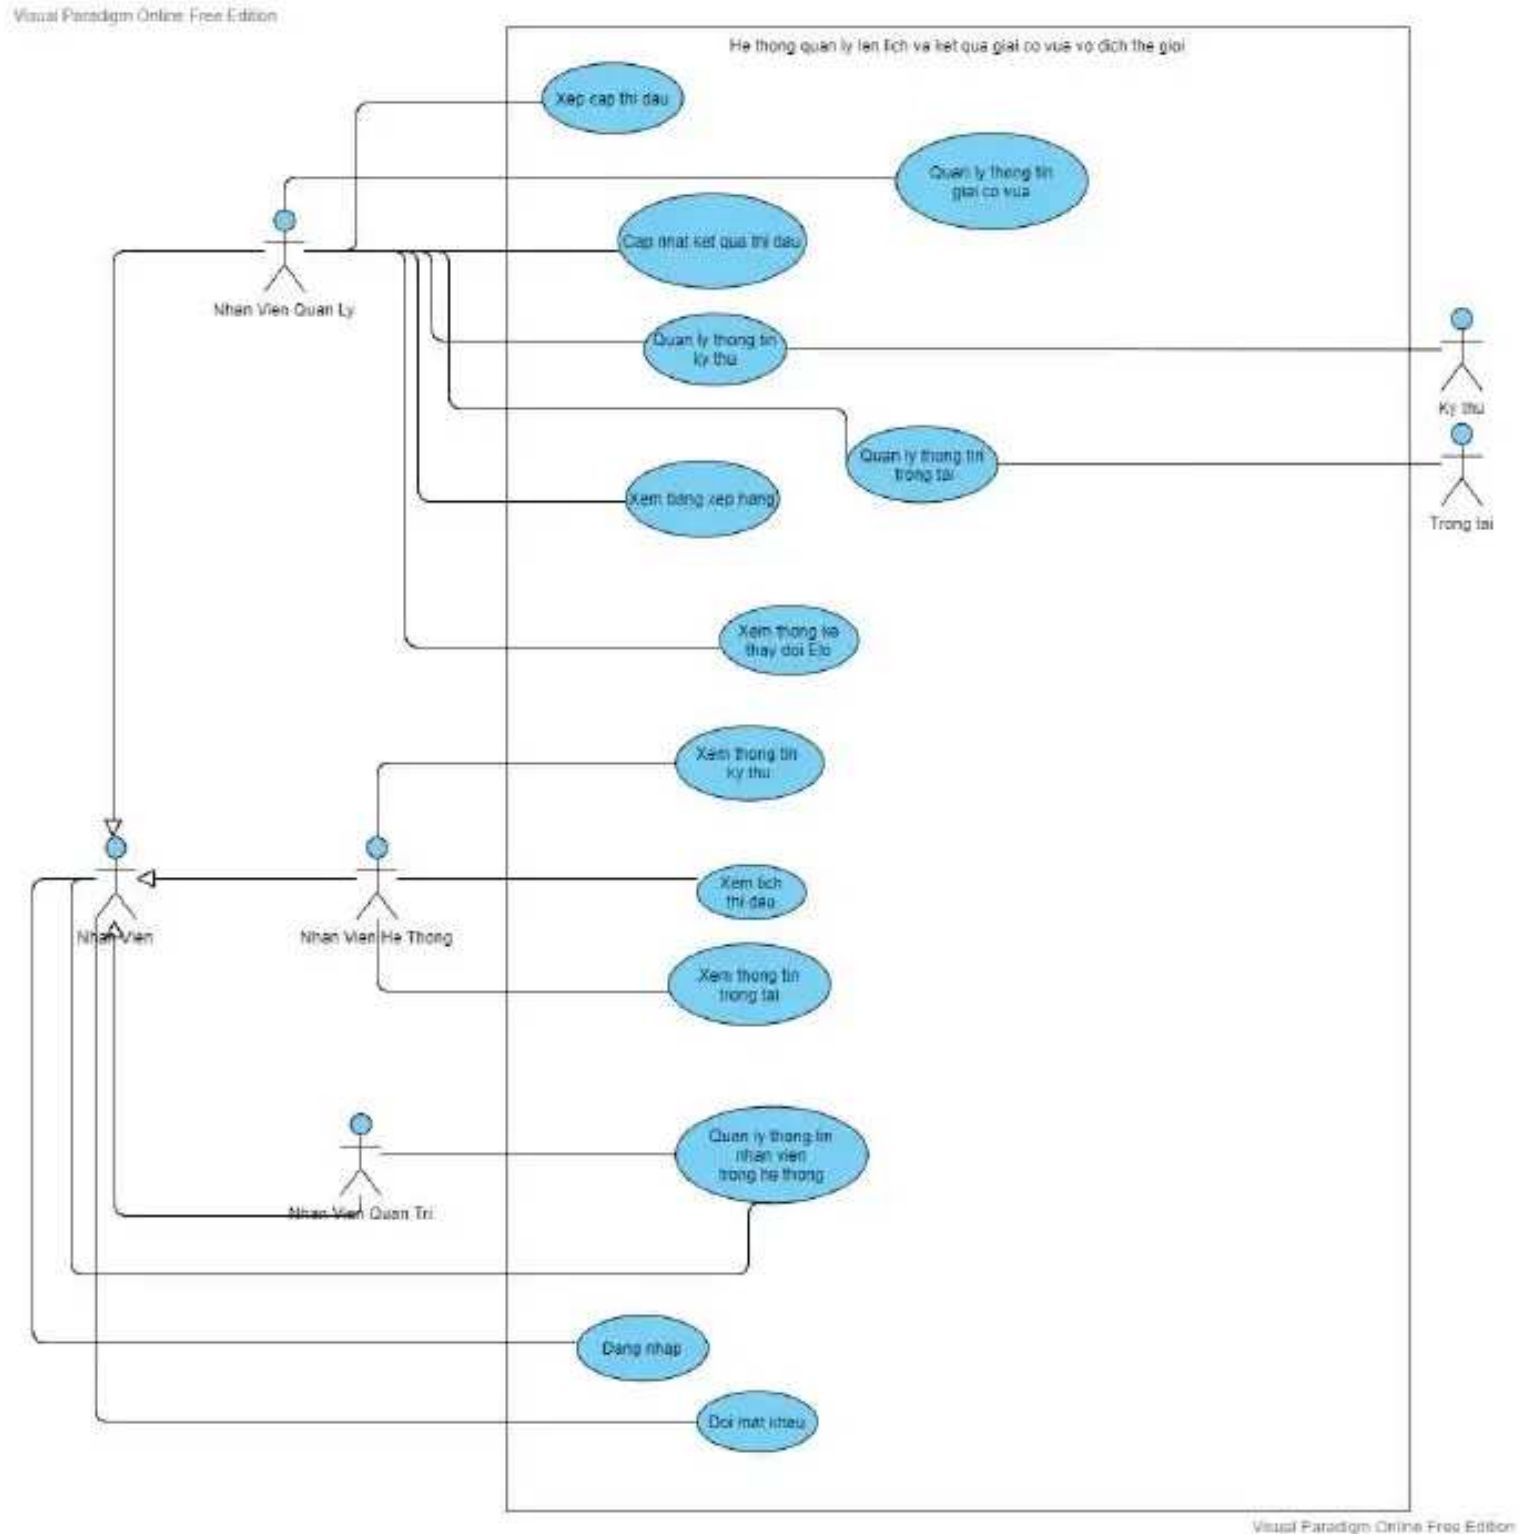 Visual Paradigm Online Free Edition
He thong quan ly len lich va ket qua giai co vua vo dich the gioi
Xep cap thi dau
Quan ly thong tin
giai co vua
Cap nhat ket qua thi dau
Nhan Vien Quan Ly
Quan ly thong tin
ky thu
Ky thu
Quan ly thong tin
trong tai
Trong tai
Xem bang xep hang
Xem thong ke
thay doi Elo
Xem thong tin
ky thu
Xem lich
thi dau
Nhan Vien
Nhan Vien He Thong
Xem thong tin
trong tai
Quan ly thong tin
nhan vien
trong he thong
Nhan Vien Quan Tri
Dang nhap
Doi mat khau
Visual Paradigm Online Free Edition